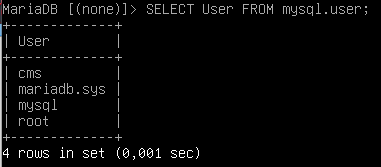 MariaDB [(none)]> SELECT User FROM mysql.user;
+-------------+
| User        |
+-------------+
| cms         |
| mariadb.sys |
| mysql       |
| root        |
+-------------+
4 rows in set (0,001 sec)